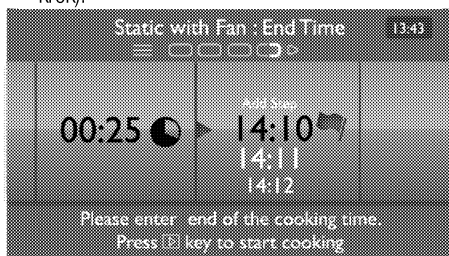 Static with Fan : End Time
13:43
Add Step
00:25
14:10
14:11
14:12
Please enter end of the cooking time.
Press key to start cooking